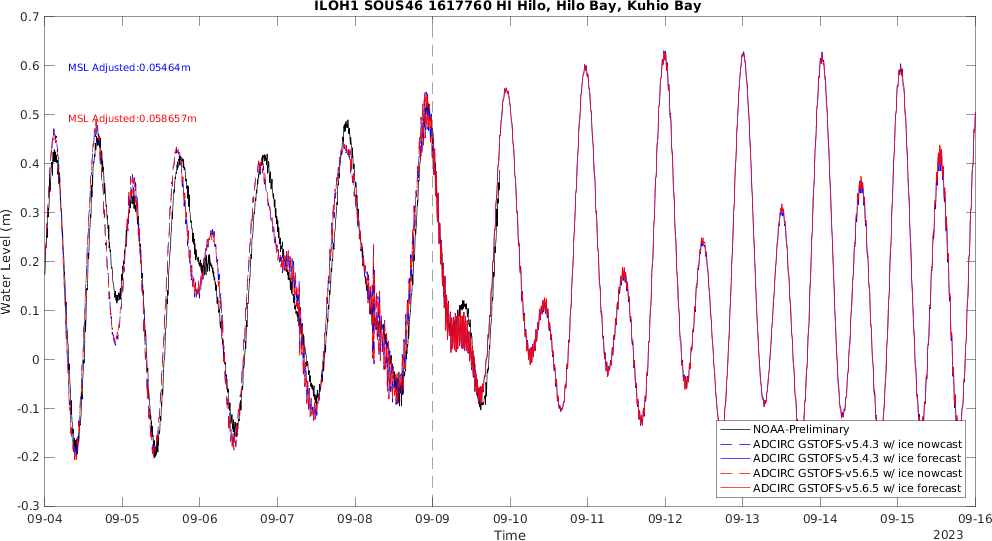 ILOH1 SOUS46 1617760 HI Hilo, Hilo Bay, Kuhio Bay
0.7
0.6
0.5
0.4
0.3
0.2
0.1
0
-0.1
-0.2
-0.3
Water Level (m)
MSL Adjusted:0.05464m
MSL Adjusted:0.058657m
NOAA-Preliminary
ADCIRC GSTOFS-v5.4.3 w/ ice nowcast
ADCIRC GSTOFS-v5.4.3 w/ ice forecast
ADCIRC GSTOFS-v5.6.5 w/ ice nowcast
ADCIRC GSTOFS-v5.6.5 w/ ice forecast
09-04 09-05 09-06 09-07 09-08 09-09 09-10 09-11 09-12 09-13 09-14 09-15 09-16
Time
2023